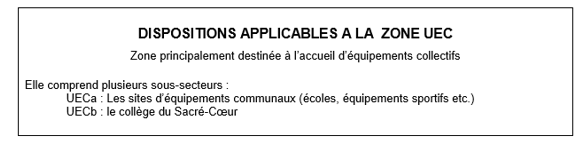 DISPOSITIONS APPLICABLES A LA ZONE UEC
Zone principalement destinée à l'accueil d'équipements collectifs
Elle comprend plusieurs sous-secteurs :
UECa : Les sites d'équipements communaux (écoles, équipements sportifs etc.)
UECb : le collège du Sacré-Cœur